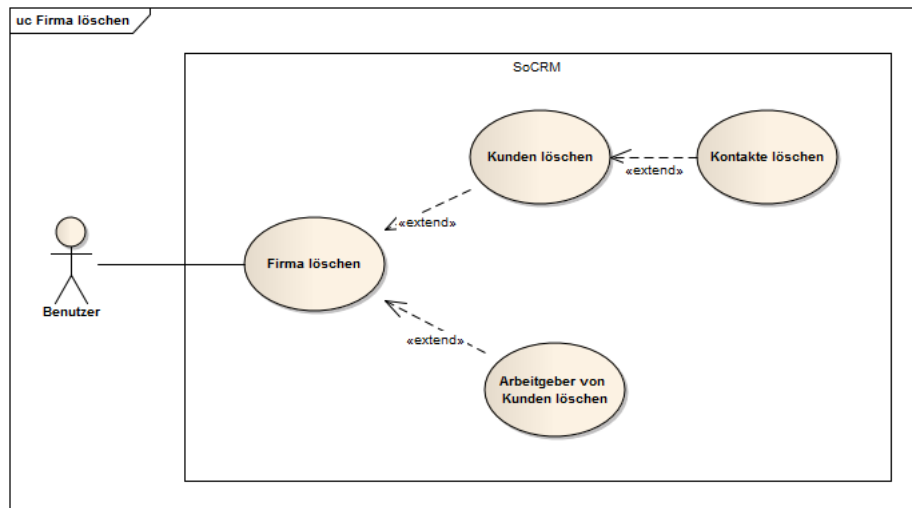 uc Firma löschen
SoCRM
Kunden löschen
Kontakte löschen
«extend»
«extend»
Firma löschen
Benutzer
«extend»
Arbeitgeber von
Kunden löschen